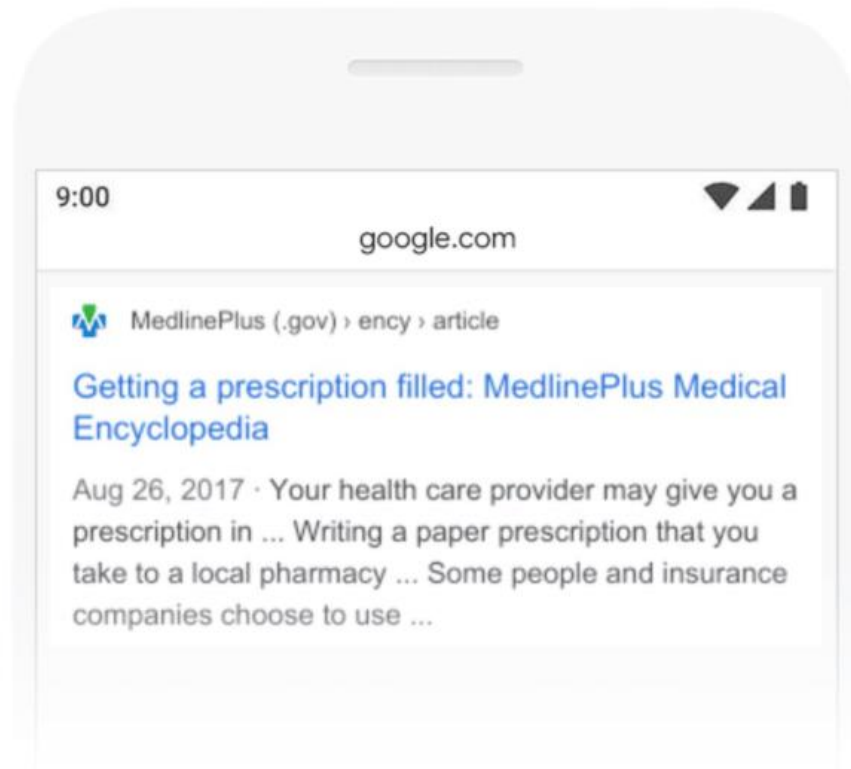 9:00
google.com
MedlinePlus (.gov) › ency › article
Getting a prescription filled: MedlinePlus Medical
Encyclopedia
Aug 26, 2017 · Your health care provider may give you a
prescription in ... Writing a paper prescription that you
take to a local pharmacy ... Some people and insurance
companies choose to use ...